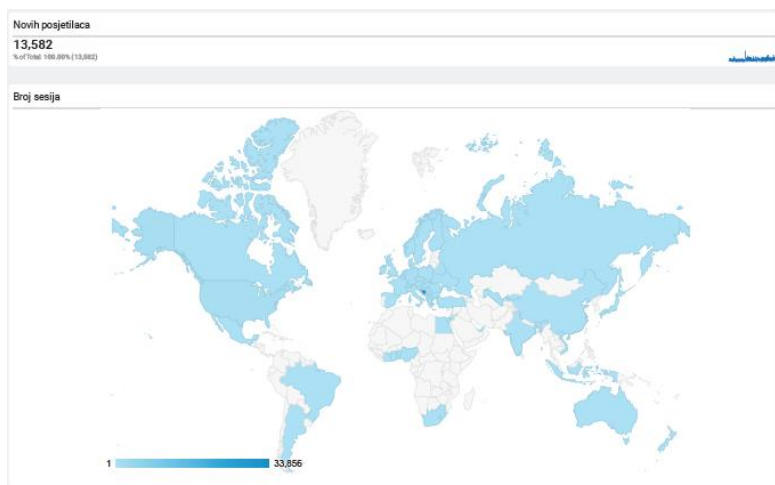 Novih posjetilaca
13,582
% of Total: 100.00% (13,582)
Broj sesija
1
33,856